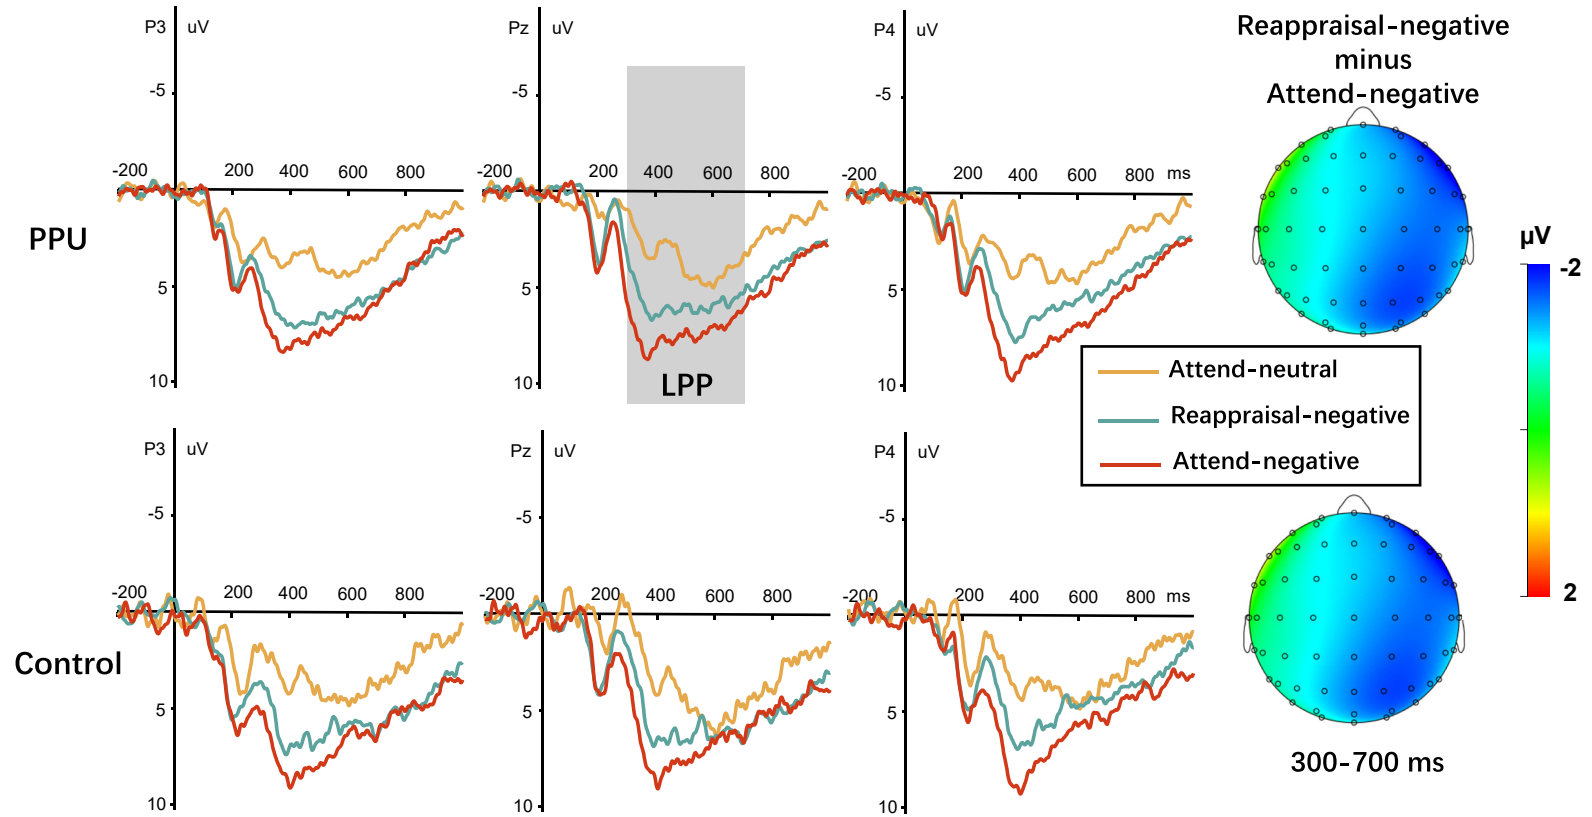 P3 uV
-5
-200 200 400 600 800
5
10
Pz uV
-5
-200 200 400 600 800
5
10
LPP
P4 uV
-5
-200 200 400 600 800 ms
5
10
PPU
Reappraisal-negative
minus
Attend-negative
µV
-2
2
Attend-neutral
Reappraisal-negative
Attend-negative
P3 uV
-5
-200 200 400 600 800
5
10
Pz uV
-5
-200 200 400 600 800
5
10
P4 uV
-5
-200 200 400 600 800 ms
5
10
Control
300-700 ms